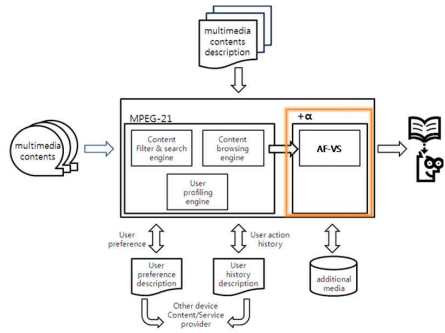 multimedia
contents
description
MPEG-21
+α
multimedia
contents
Content
Filter & search
engine
Content
browsing
engine
AF-VS
User
profiling
engine
User
preference
User action
history
User
preference
description
User
history
description
additional
media
Other device
Content/Service
provider